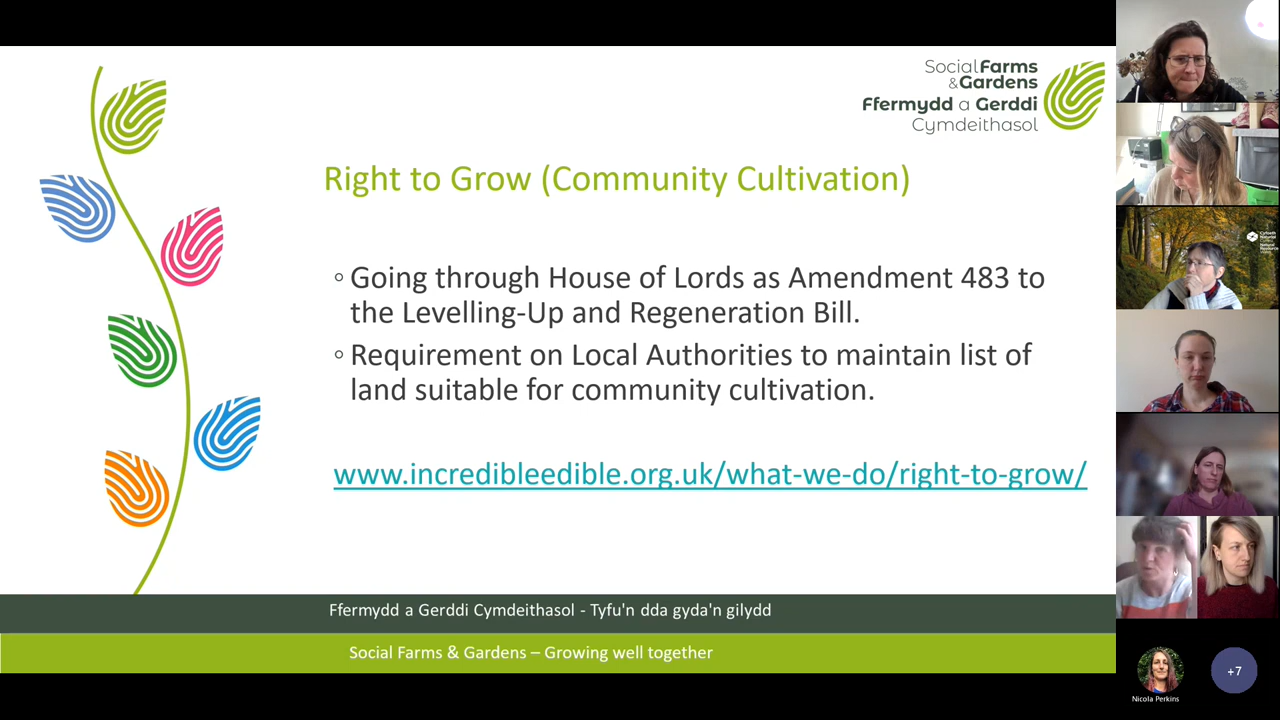 Social Farms
& Gardens
Ffermydd a Gerddi
Cymdeithasol
Right to Grow (Community Cultivation)
◦ Going through House of Lords as Amendment 483 to
the Levelling-Up and Regeneration Bill.
◦ Requirement on Local Authorities to maintain list of
land suitable for community cultivation.
www.incredibleedible.org.uk/what-we-do/right-to-grow/
Ffermydd a Gerddi Cymdeithasol - Tyfu'n dda gyda'n gilydd
Social Farms & Gardens – Growing well together
Nicola Perkins
+7